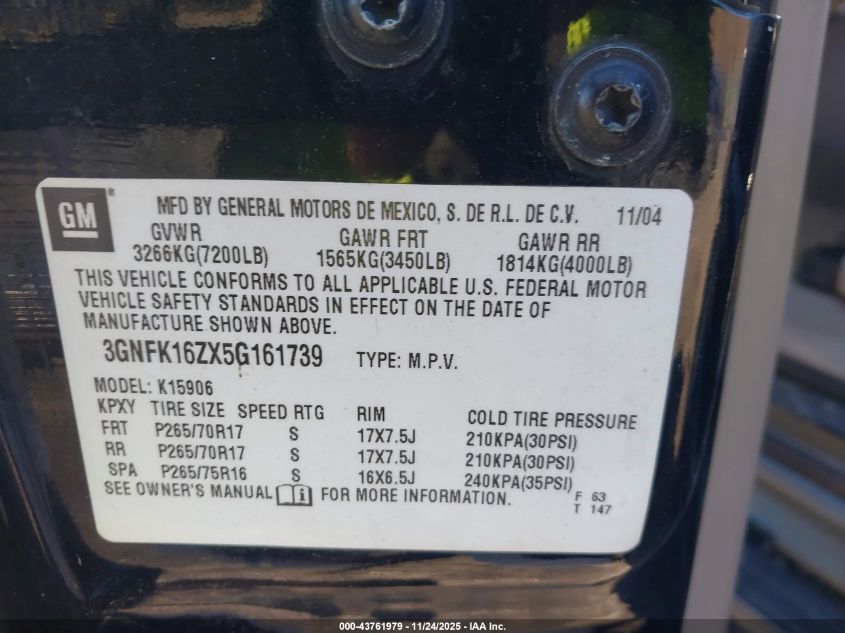 GM ® MFD BY GENERAL MOTORS DE MEXICO, S. DE R.L. DE C.V. 11/04
GVWR GAWR FRT GAWR RR
3266KG(7200LB) 1565KG(3450LB) 1814KG(4000LB)
THIS VEHICLE CONFORMS TO ALL APPLICABLE U.S. FEDERAL MOTOR
VEHICLE SAFETY STANDARDS IN EFFECT ON THE DATE OF
MANUFACTURE SHOWN ABOVE.
3GNFK16ZX5G161739 TYPE: M.P.V.
MODEL: K15906
KPXY TIRE SIZE SPEED RTG RIM COLD TIRE PRESSURE
FRT P265/70R17 S 17X7.5J 210KPA(30PSI)
RR P265/70R17 S 17X7.5J 210KPA(30PSI)
SPA P265/75R16 S 16X6.5J 240KPA(35PSI)
SEE OWNER'S MANUAL i FOR MORE INFORMATION.
F 63
T 147
000-43761979 - 11/24/2025 - IAA Inc.